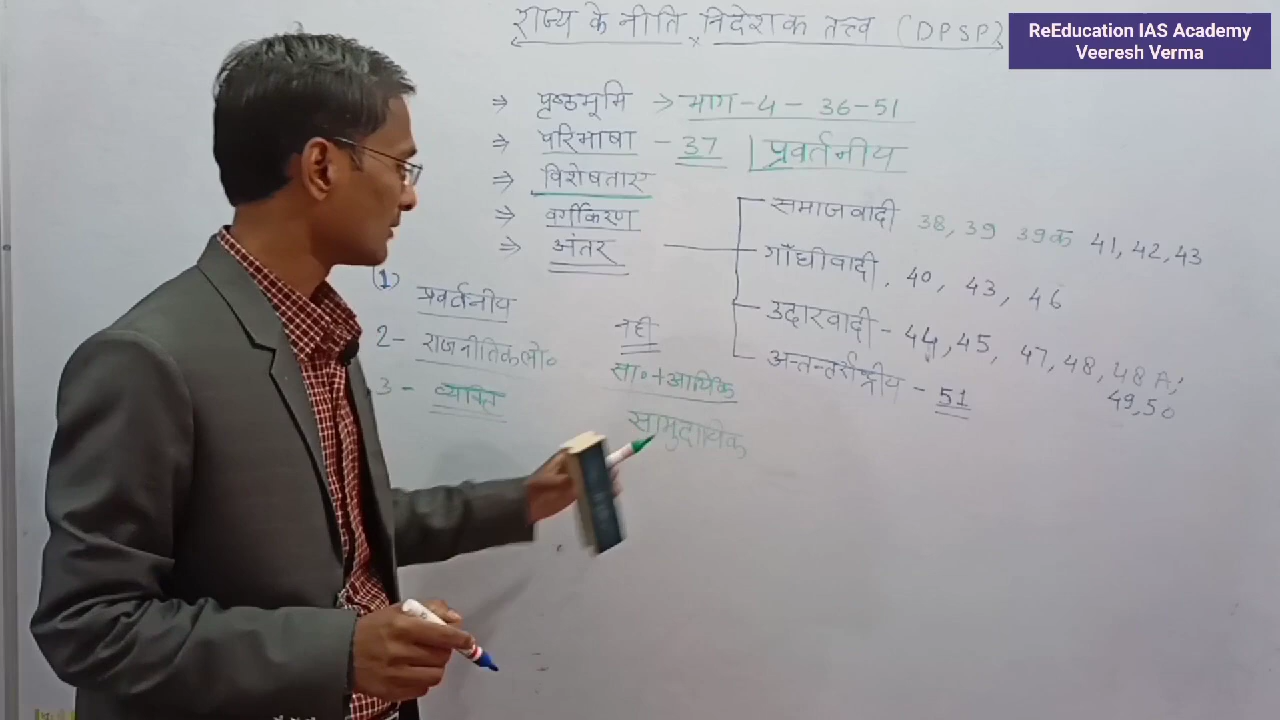 राज्य के नीति निदेशक तत्त्व (DPSP)
ReEducation IAS Academy
Veeresh Verma
⇒ पृष्ठभूमि → भाग-4 - 36-51
⇒ परिभाषा - 37 | प्रवर्तनीय
⇒ विशेषताए
⇒ वर्गीकरण
⇒ अंतर
समाजवादी 38, 39 39क 41, 42, 43
गाँधीवादी, 40, 43, 46
उदारवादी - 44, 45, 47, 48, 48A,
49,50
अन्तर्राष्ट्रीय - 51
(1) प्रवर्तनीय नही
2- राजनीतिकलो० सा०+आर्थिक
3- व्यक्ति सामुदायिक